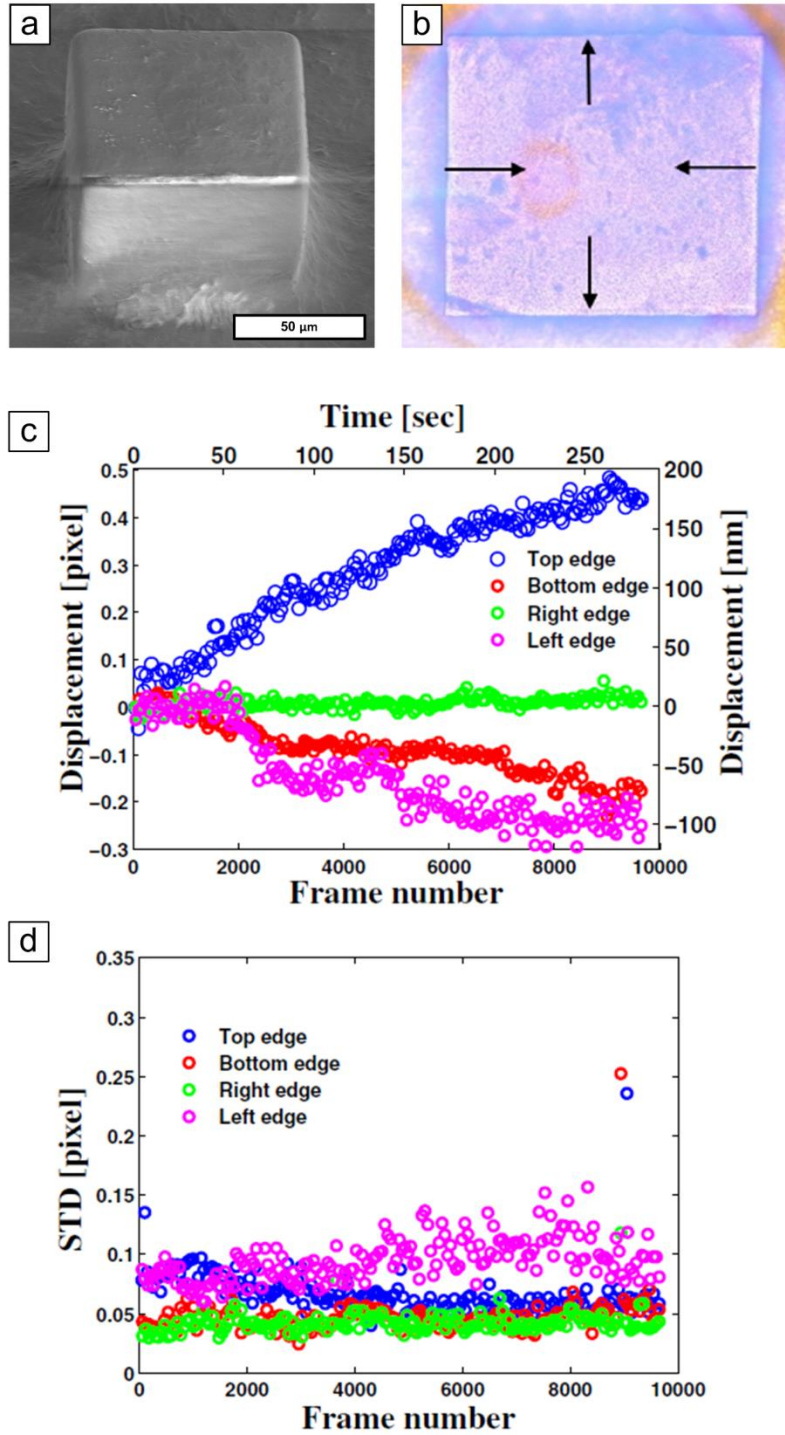 a
50 µm
b
c
Time [sec]
0 50 100 150 200 250
0.5
0.4
0.3
0.2
0.1
0
−0.1
−0.2
−0.3
Displacement [pixel]
200
150
100
50
0
−50
−100
Displacement [nm]
Top edge
Bottom edge
Right edge
Left edge
0 2000 4000 6000 8000 10000
Frame number
d
0.35
0.3
0.25
0.2
0.15
0.1
0.05
0
STD [pixel]
Top edge
Bottom edge
Right edge
Left edge
0 2000 4000 6000 8000 10000
Frame number